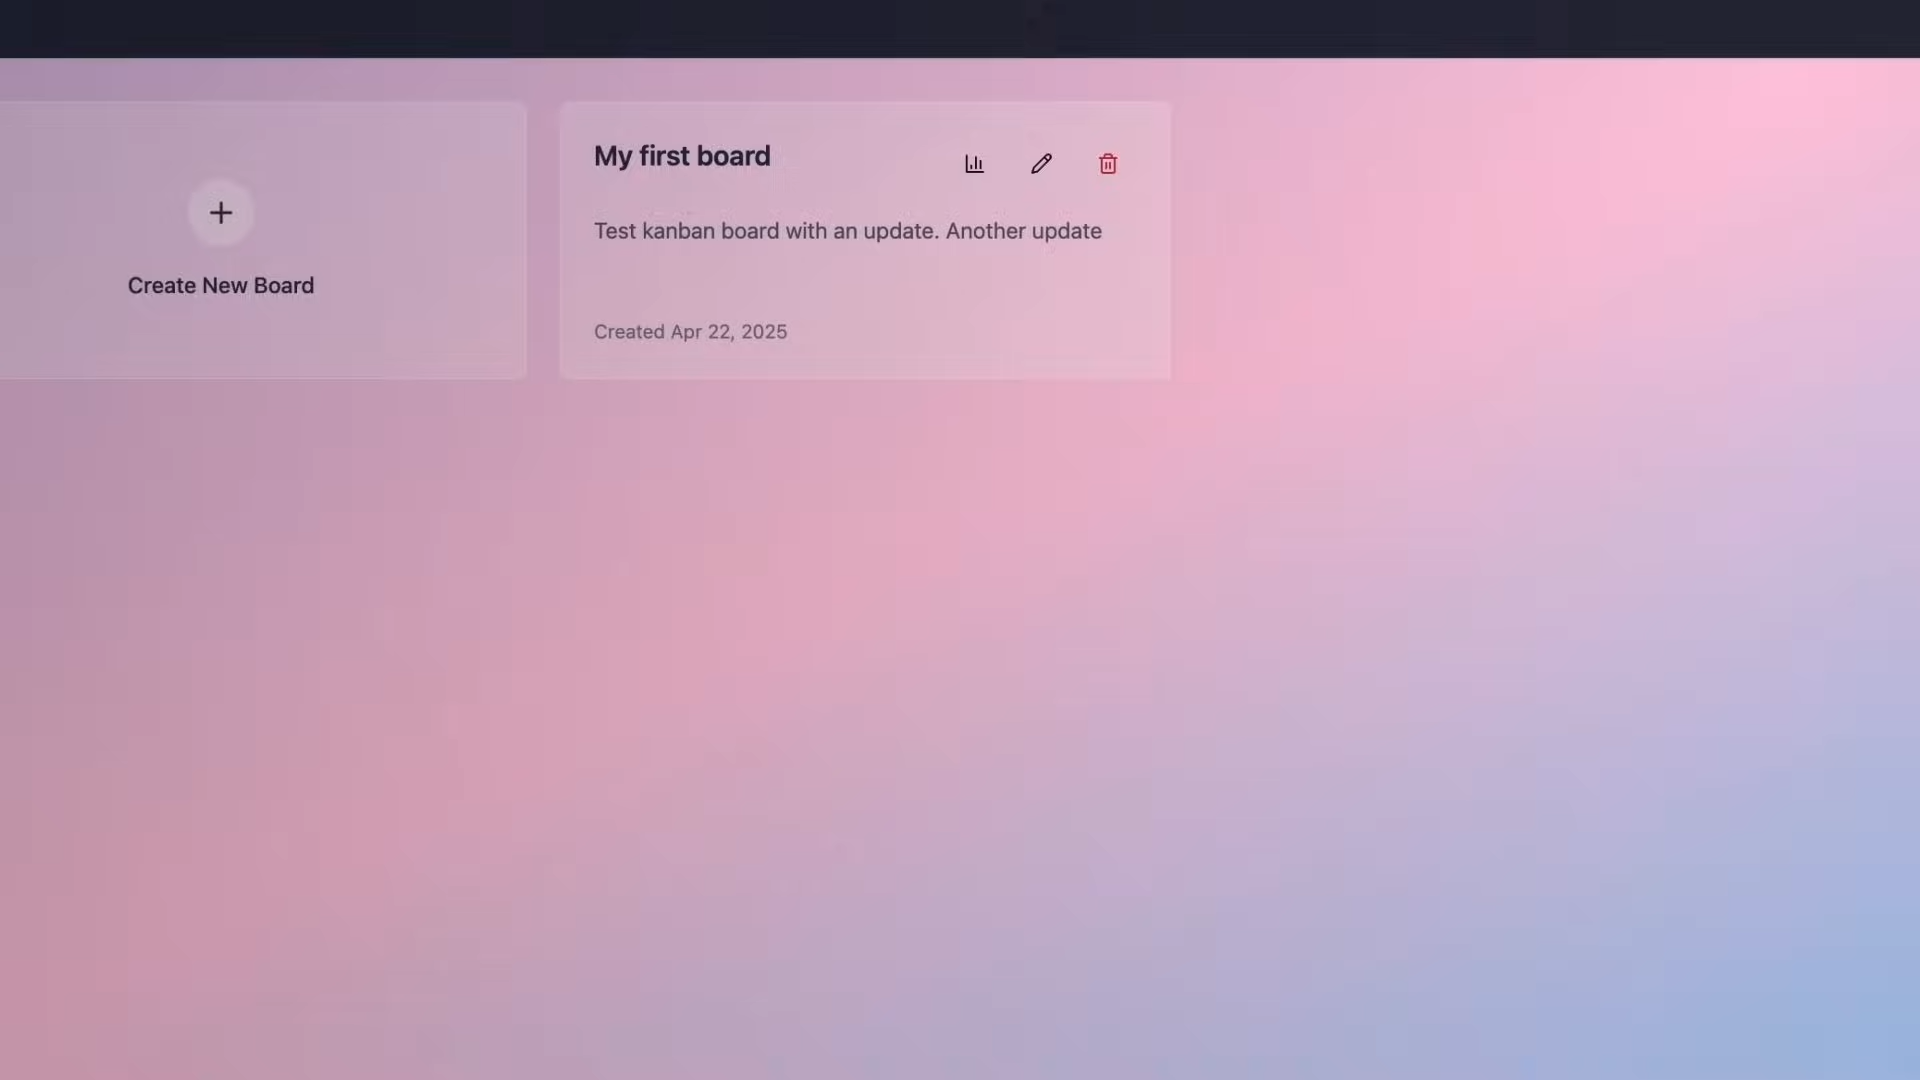 Create New Board
My first board
Test kanban board with an update. Another update
Created Apr 22, 2025